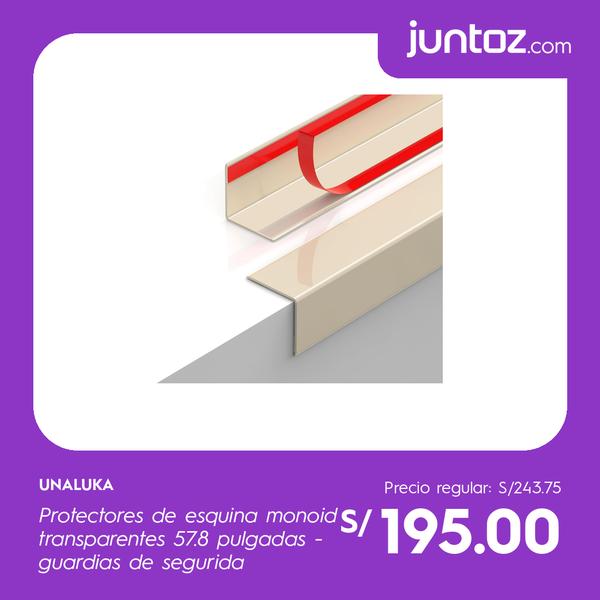 juntoz.com
UNALUKA
Protectores de esquina monoid
transparentes 57.8 pulgadas -
guardias de segurida
Precio regular: S/243.75
S/195.00